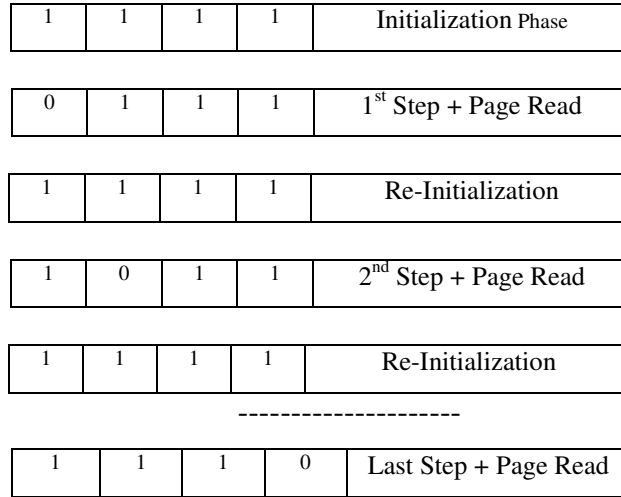 1 1 1 1 Initialization Phase
0 1 1 1 1st Step + Page Read
1 1 1 1 Re-Initialization
1 0 1 1 2nd Step + Page Read
1 1 1 1 Re-Initialization
---------------------
1 1 1 0 Last Step + Page Read